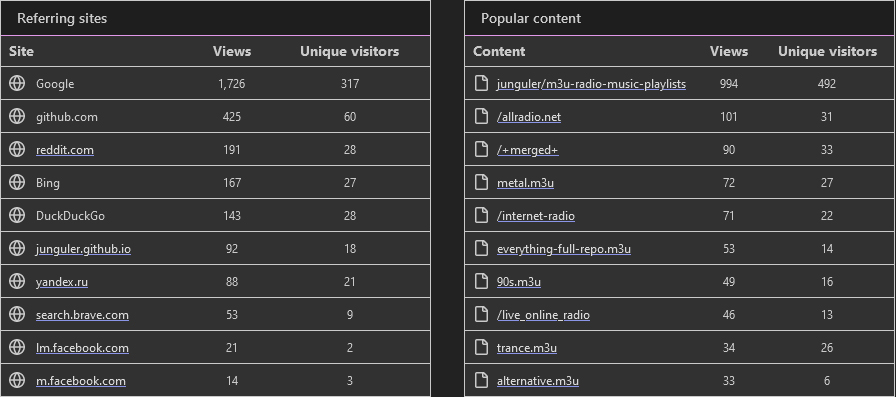 Referring sites
Site Views Unique visitors
Google 1,726 317
github.com 425 60
reddit.com 191 28
Bing 167 27
DuckDuckGo 143 28
junguler.github.io 92 18
yandex.ru 88 21
search.brave.com 53 9
lm.facebook.com 21 2
m.facebook.com 14 3
Popular content
Content Views Unique visitors
junguler/m3u-radio-music-playlists 994 492
/allradio.net 101 31
/+merged+ 90 33
metal.m3u 72 27
/internet-radio 71 22
everything-full-repo.m3u 53 14
90s.m3u 49 16
/live_online_radio 46 13
trance.m3u 34 26
alternative.m3u 33 6